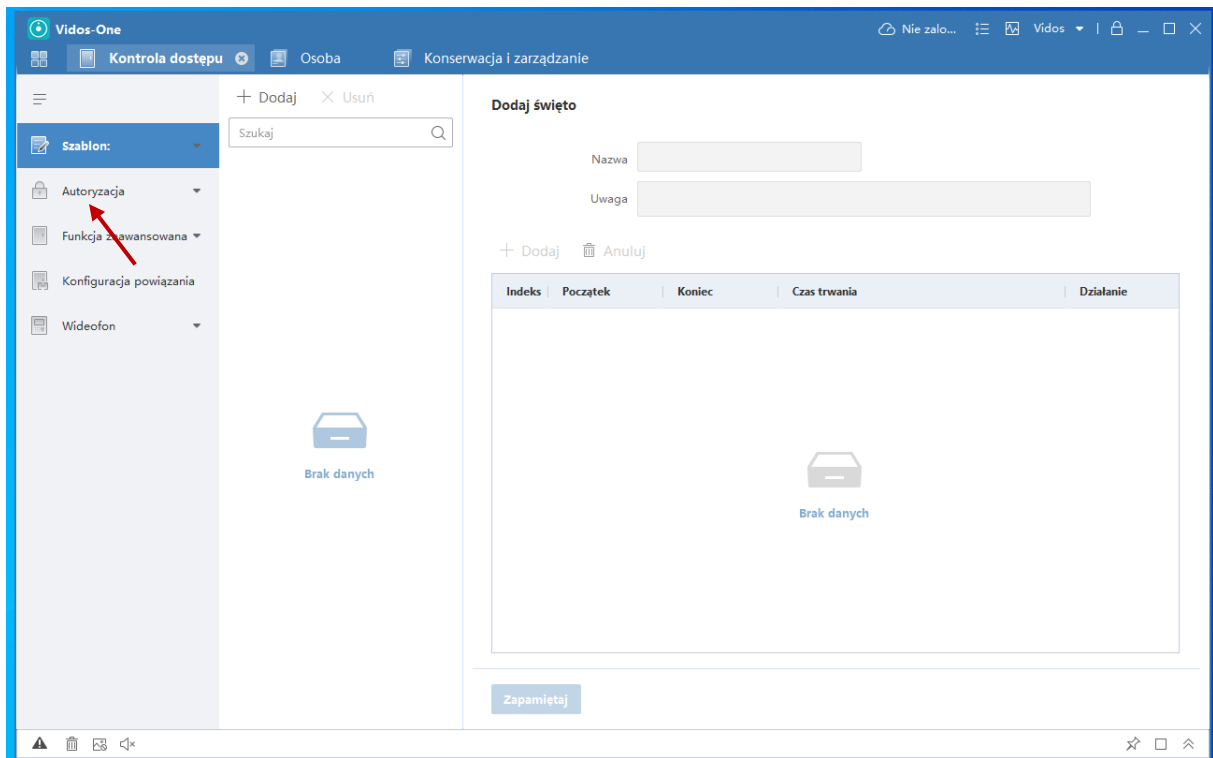 Vidos-One
Nie zalo...
Vidos
Kontrola dostępu
Osoba
Konserwacja i zarządzanie
Szablon:
Autoryzacja
Funkcja zaawansowana
Konfiguracja powiązania
Wideofon
Dodaj
Usuń
Szukaj
Brak danych
Dodaj święto
Nazwa
Uwaga
Dodaj
Anuluj
Indeks Początek Koniec Czas trwania Działanie
Brak danych
Zapamiętaj